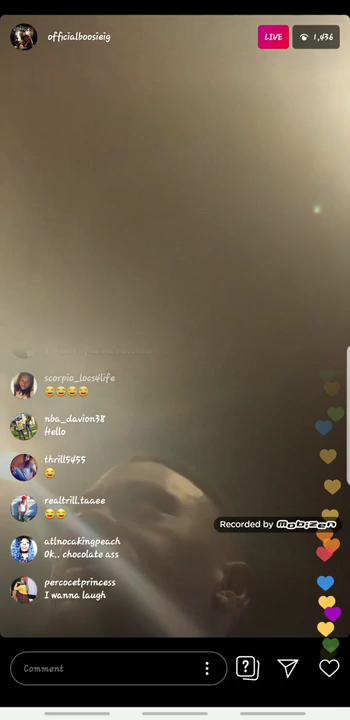 officialboosieig
LIVE
1,436
scorpio_locs4life
nba_davion38
Hello
thrill5455
realtrill.taaee
Recorded by Mobizen
atlnocakingpeach
Ok.. chocolate ass
percocetprincess
I wanna laugh
Comment